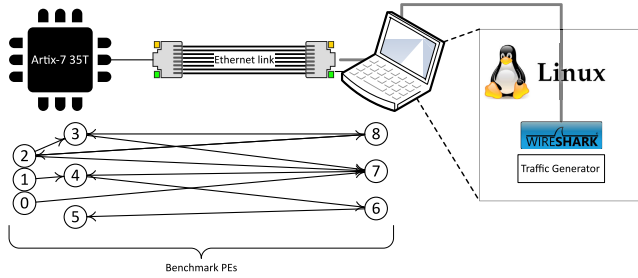 Artix-7 35T
Ethernet link
Linux
WIRESHARK
Traffic Generator
3
8
2
1
4
7
0
5
6
Benchmark PEs